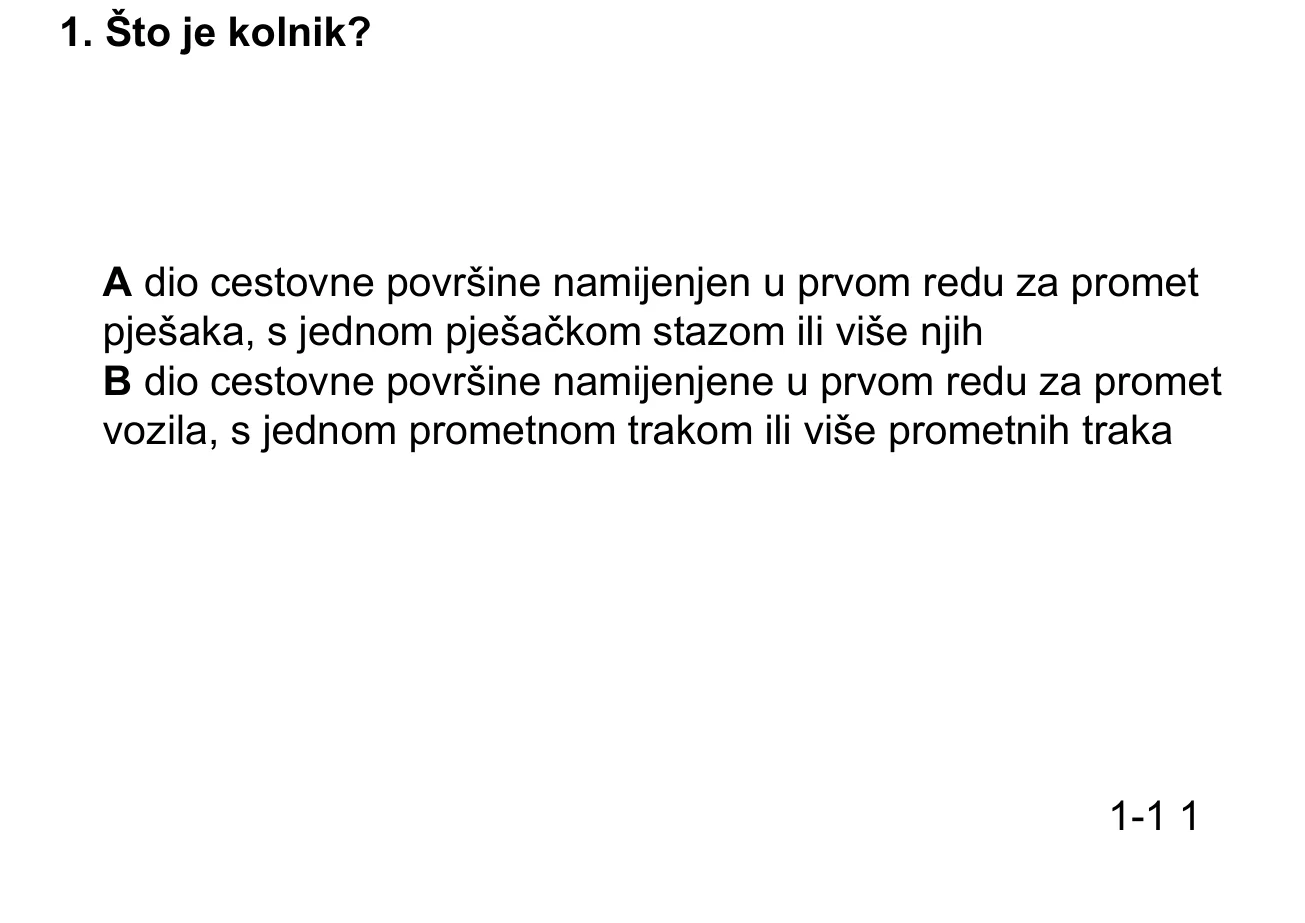 1. Što je kolnik?
A dio cestovne površine namijenjen u prvom redu za promet
pješaka, s jednom pješačkom stazom ili više njih
B dio cestovne površine namijenjene u prvom redu za promet
vozila, s jednom prometnom trakom ili više prometnih traka
1-1 1